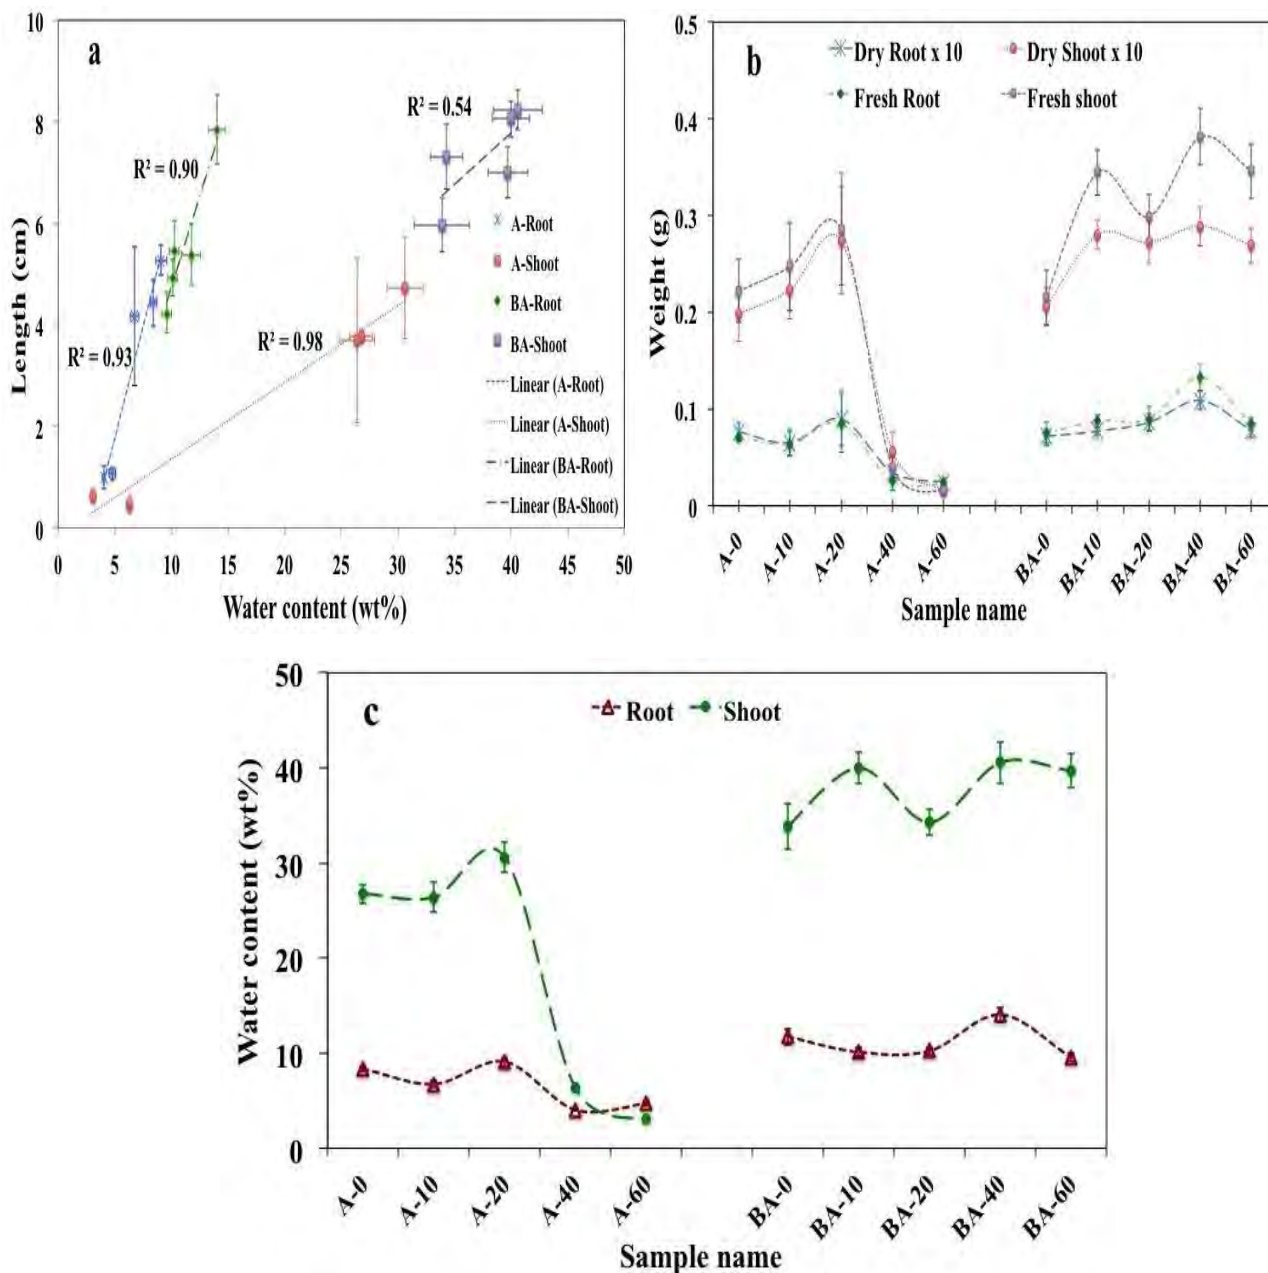 a
10
8
6
4
2
0
Length (cm)
R² = 0.54
R² = 0.90
R² = 0.93
R² = 0.98
A-Root
A-Shoot
BA-Root
BA-Shoot
Linear (A-Root)
Linear (A-Shoot)
Linear (BA-Root)
Linear (BA-Shoot)
0 5 10 15 20 25 30 35 40 45 50
Water content (wt%)
b
Dry Root x 10 Dry Shoot x 10
Fresh Root Fresh shoot
0.5
0.4
0.3
0.2
0.1
0
Weight (g)
A-0 A-10 A-20 A-40 A-60 BA-0 BA-10 BA-20 BA-40 BA-60
Sample name
c
Root Shoot
50
40
30
20
10
0
Water content (wt%)
A-0 A-10 A-20 A-40 A-60 BA-0 BA-10 BA-20 BA-40 BA-60
Sample name